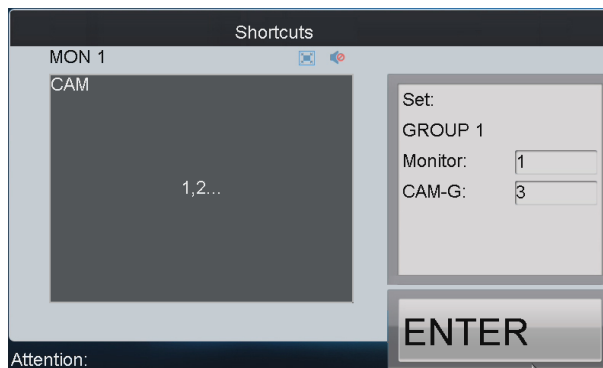 Shortcuts
MON 1
CAM
1,2...
Set:
GROUP 1
Monitor: 1
CAM-G: 3
ENTER
Attention: